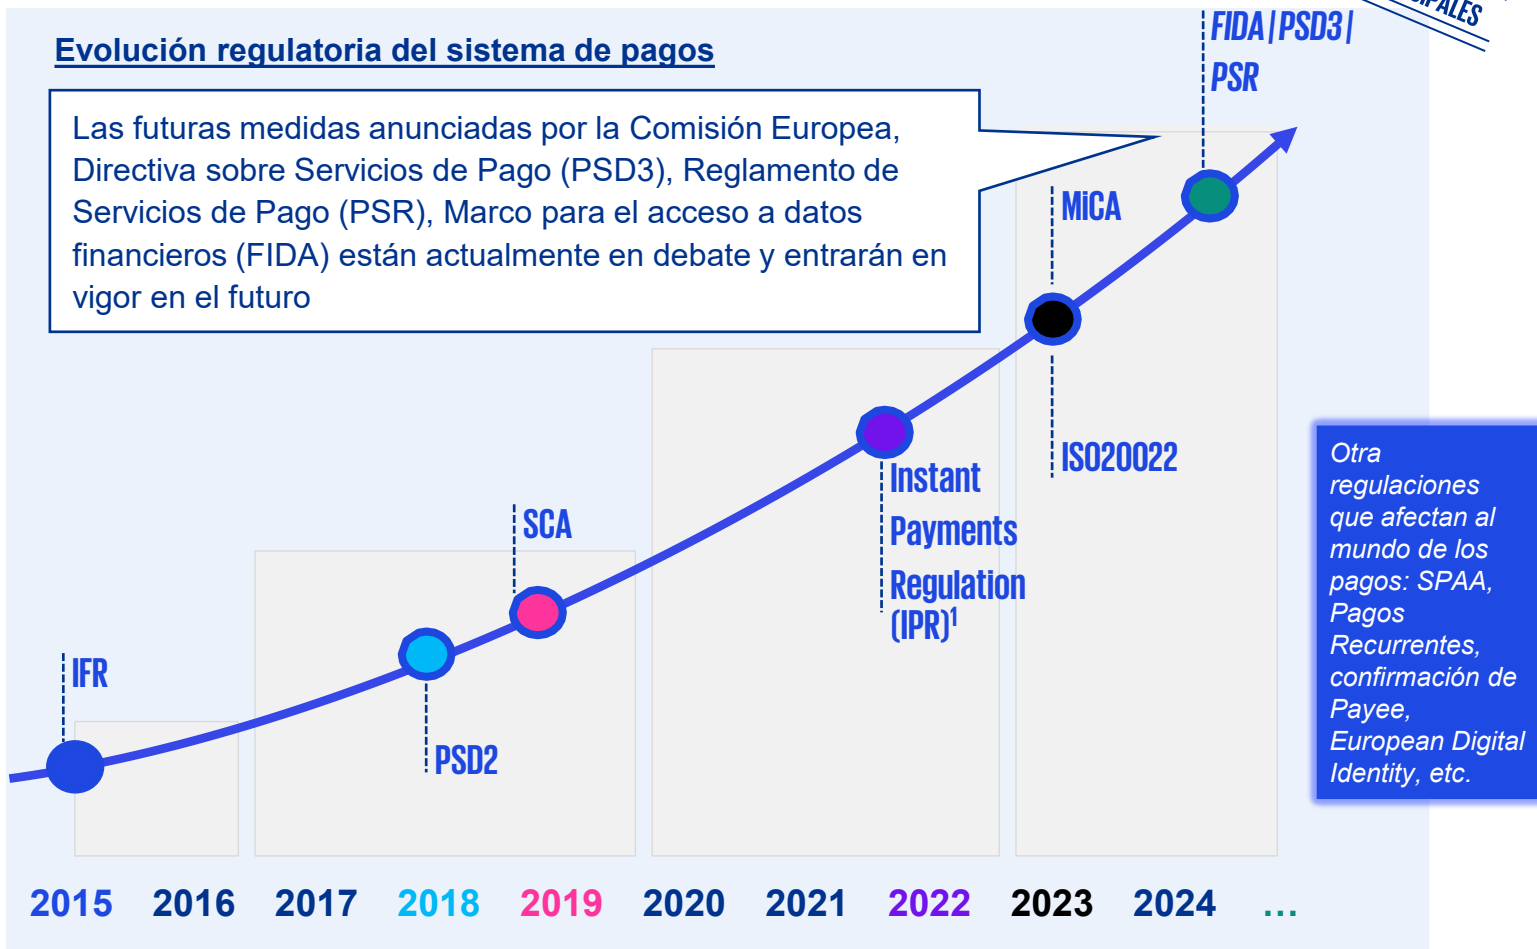 Evolución regulatoria del sistema de pagos
Las futuras medidas anunciadas por la Comisión Europea,
Directiva sobre Servicios de Pago (PSD3), Reglamento de
Servicios de Pago (PSR), Marco para el acceso a datos
financieros (FIDA) están actualmente en debate y entrarán en
vigor en el futuro
FIDA|PSD3|
PSR
MiCA
ISO20022
Instant
Payments
Regulation
(IPR)¹
SCA
PSD2
IFR
Otra
regulaciones
que afectan al
mundo de los
pagos: SPAA,
Pagos
Recurrentes,
confirmación de
Payee,
European Digital
Identity, etc.
2015 2016 2017 2018 2019 2020 2021 2022 2023 2024 ...